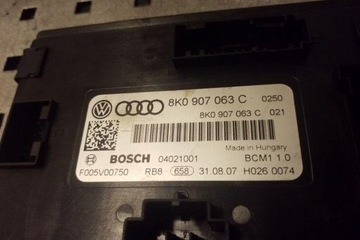 8K0 907 063 C 0250
8K0 907 063 C 021
Made in Hungary
BOSCH 04021001 BCM1 1.0
F005V00750 RB8 658 31.08.07 H026 0074